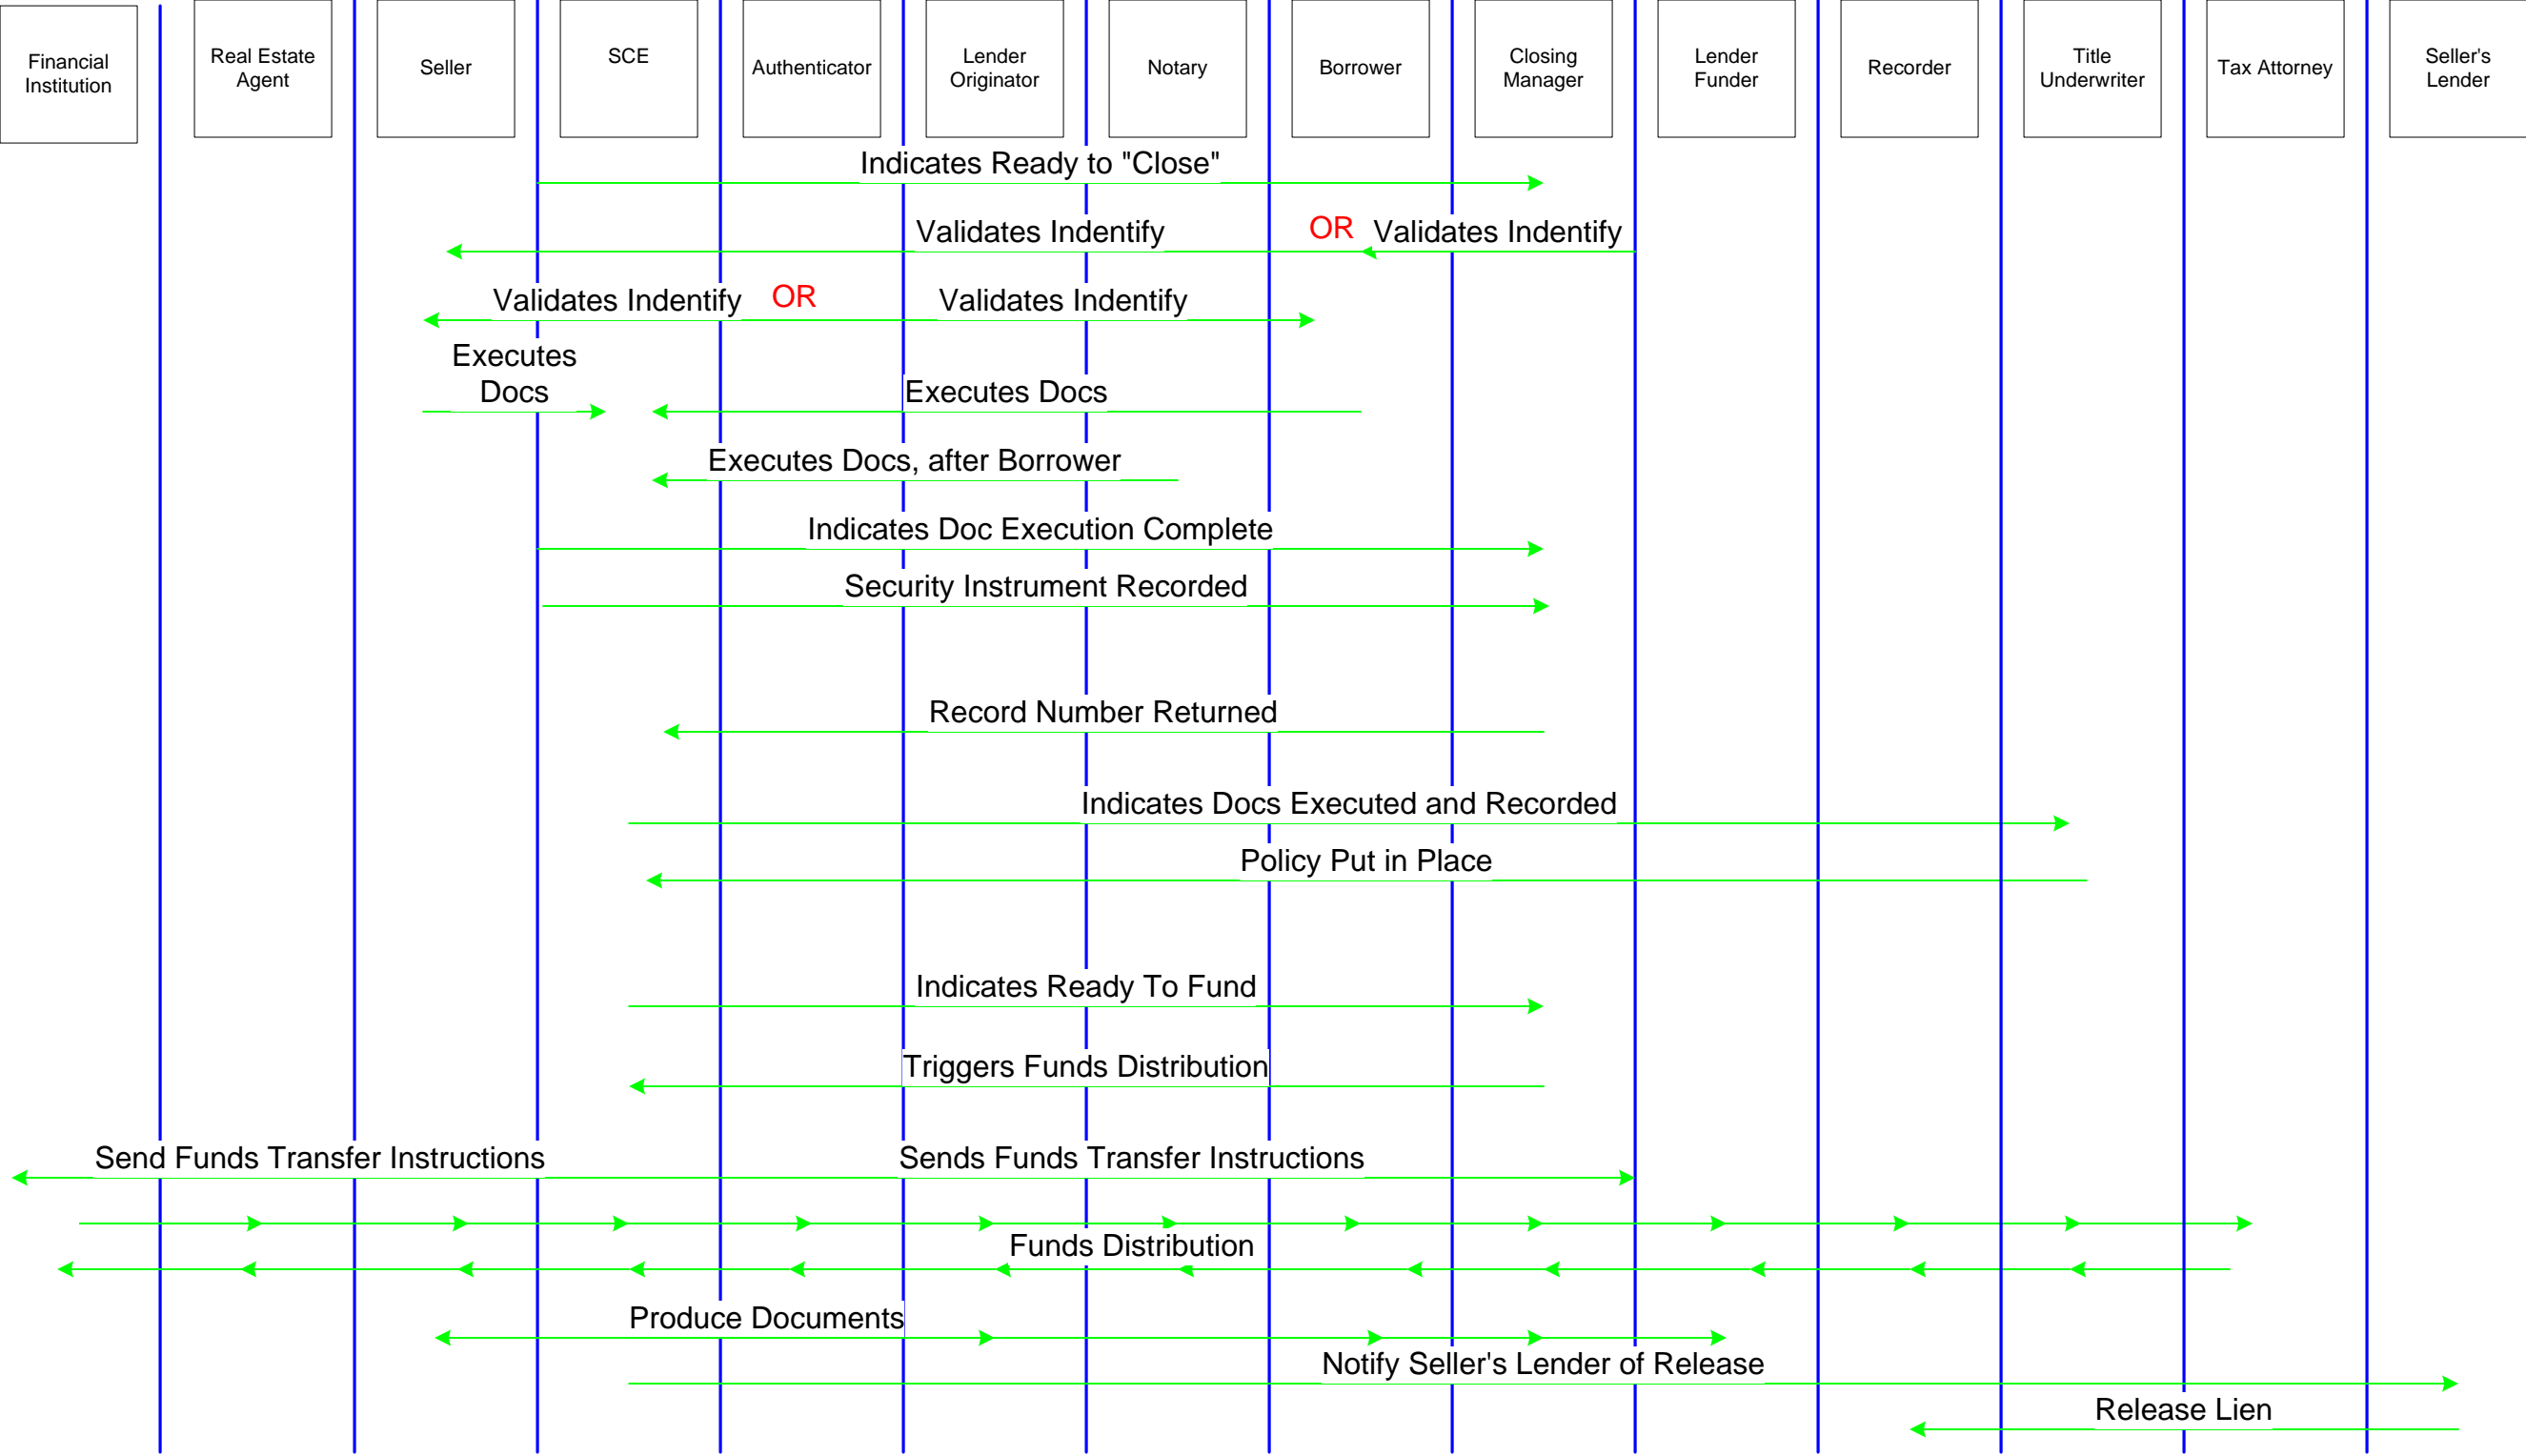 Financial
Institution
Real Estate
Agent
Seller
SCE
Authenticator
Lender
Originator
Notary
Borrower
Closing
Manager
Lender
Funder
Recorder
Title
Underwriter
Tax Attorney
Seller's
Lender
Indicates Ready to "Close"
Validates Indentify
OR
Validates Indentify
Validates Indentify
OR
Validates Indentify
Executes
Docs
Executes Docs
Executes Docs, after Borrower
Indicates Doc Execution Complete
Security Instrument Recorded
Record Number Returned
Indicates Docs Executed and Recorded
Policy Put in Place
Indicates Ready To Fund
Triggers Funds Distribution
Send Funds Transfer Instructions
Sends Funds Transfer Instructions
Funds Distribution
Produce Documents
Notify Seller's Lender of Release
Release Lien